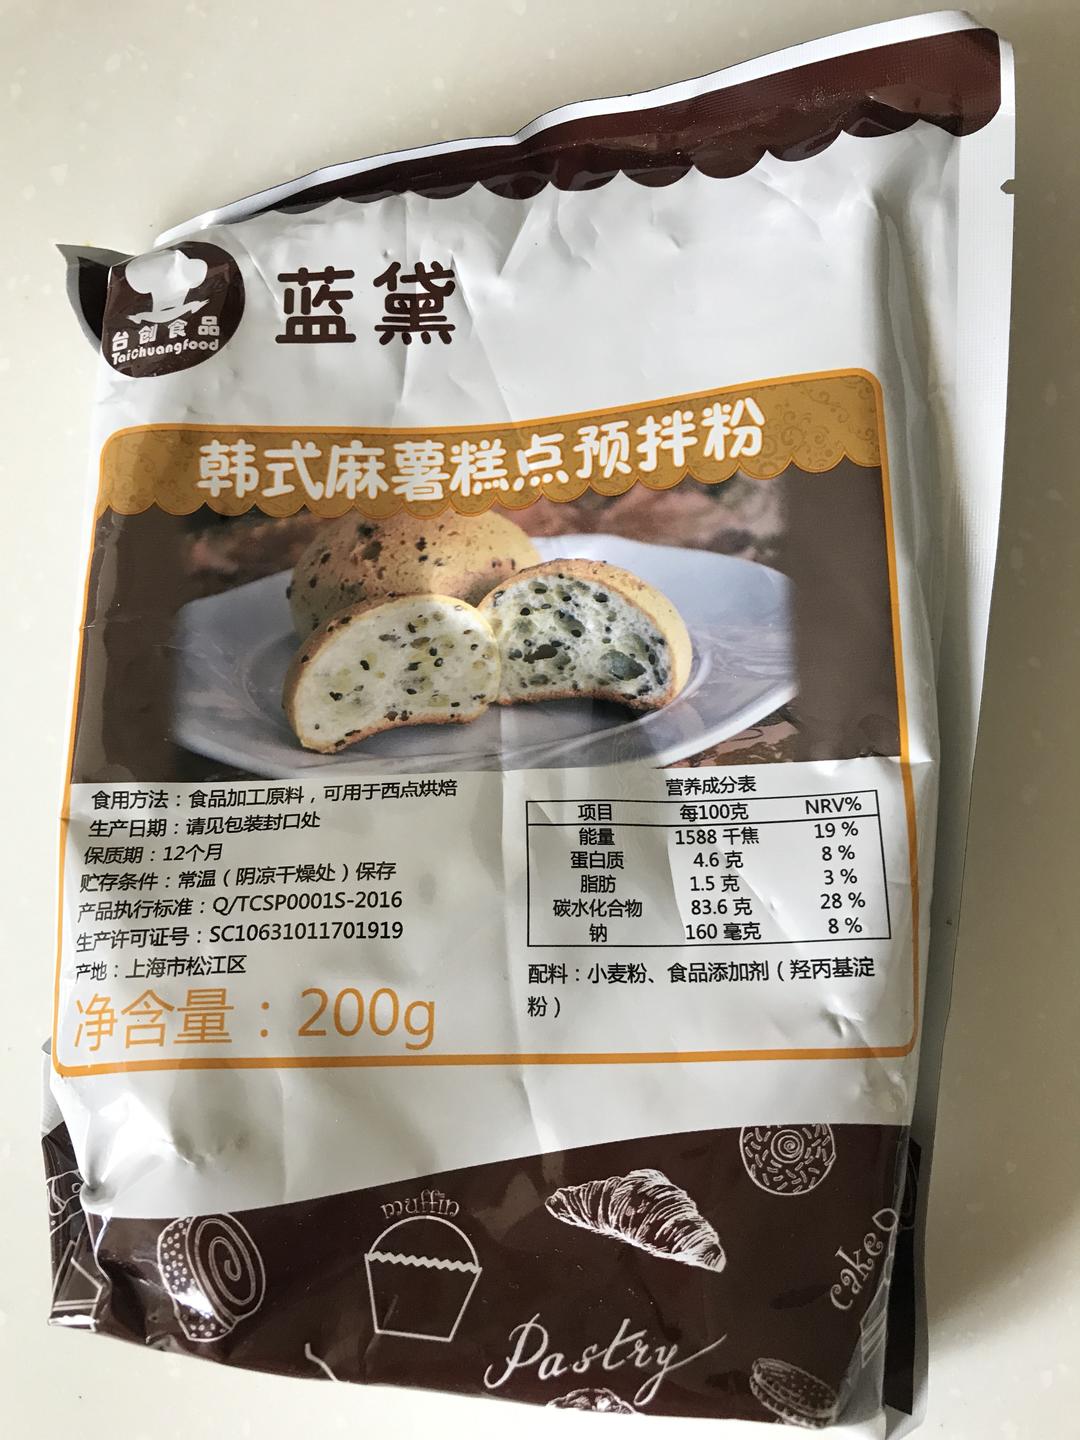 台创食品
Taichuangfood
蓝黛
韩式麻薯糕点预拌粉
食用方法：食品加工原料，可用于西点烘焙
生产日期：请见包装封口处
保质期：12个月
贮存条件：常温（阴凉干燥处）保存
产品执行标准：Q/TCSP0001S-2016
生产许可证号：SC10631011701919
产地：上海市松江区
净含量：200g
营养成分表
项目 每100克 NRV%
能量 1588 千焦 19 %
蛋白质 4.6 克 8 %
脂肪 1.5 克 3 %
碳水化合物 83.6 克 28 %
钠 160 毫克 8 %
配料：小麦粉、食品添加剂（羟丙基淀
粉）
muffin
cake
Pastry